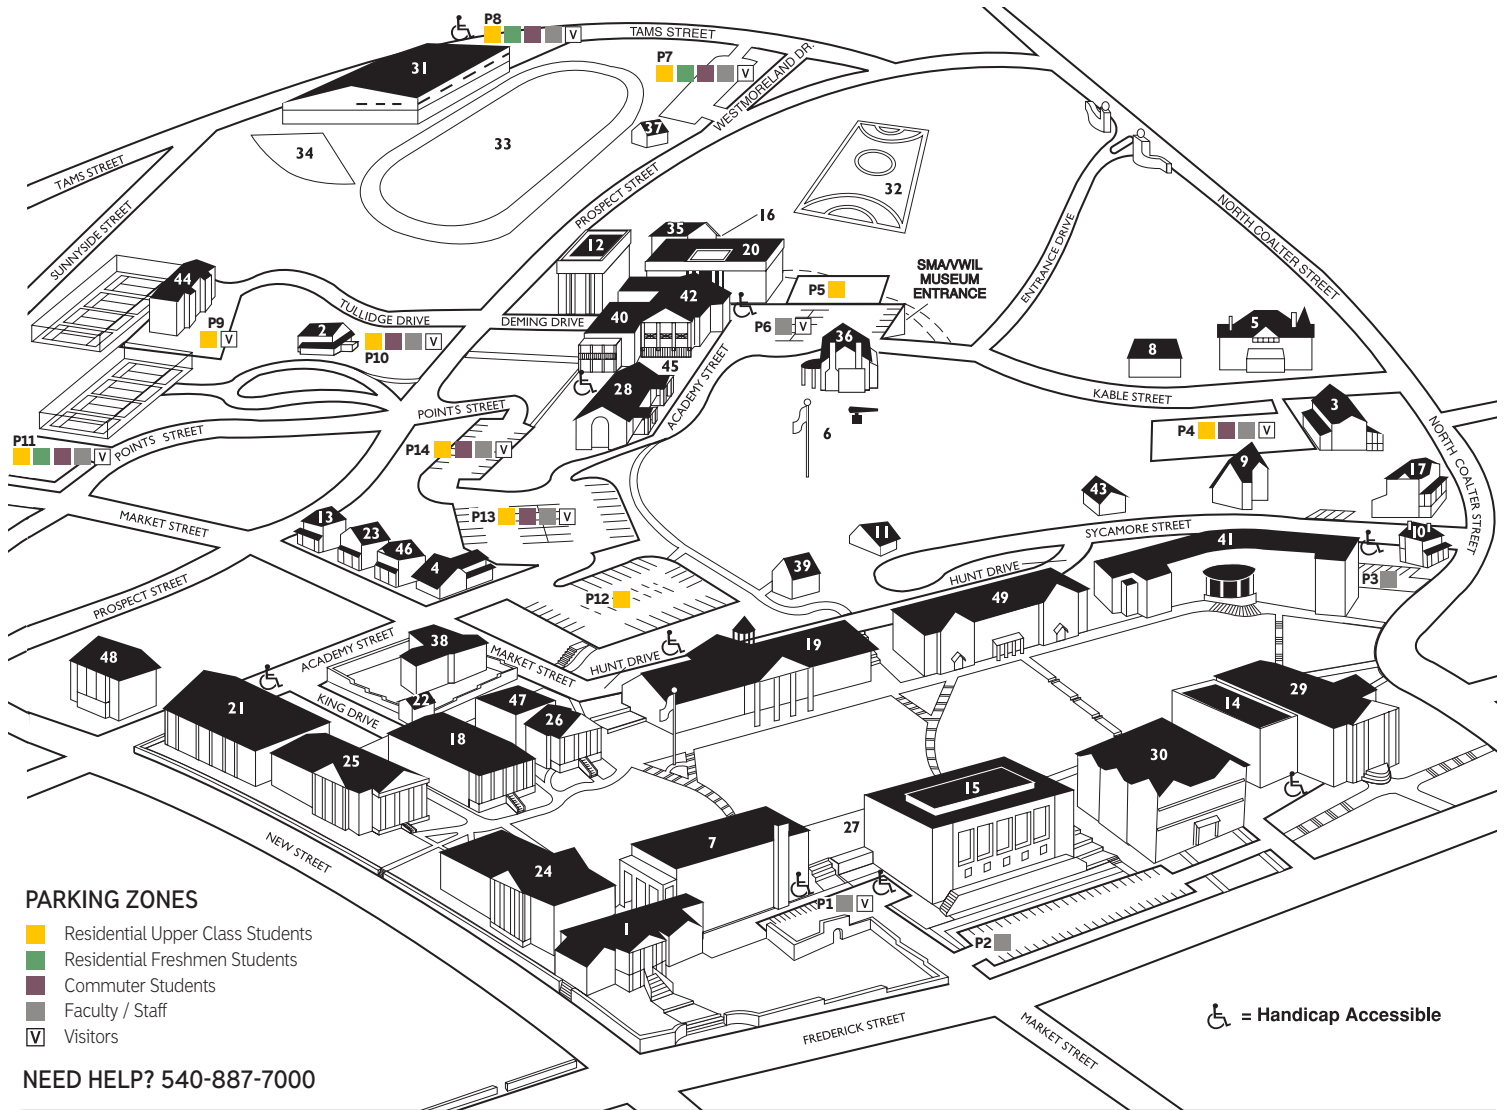 P8
V
TAMS STREET
31
P7
V
WESTMORELAND DR.
37
33
34
TAMS STREET
SUNNYSIDE STREET
PROSPECT STREET
32
NORTH COALTER STREET
ENTRANCE DRIVE
16
35
12
20
SMA/VWIL
MUSEUM
ENTRANCE
44
P5
42
40
P6
V
TULLIDGE DRIVE
DEMING DRIVE
P9
V
2
P10
V
36
5
8
45
28
ACADEMY STREET
KABLE STREET
3
POINTS STREET
6
P4
V
NORTH COALTER STREET
P11
V
POINTS STREET
P14
V
9
17
43
MARKET STREET
13
P13
V
23
46
4
11
SYCAMORE STREET
41
10
39
HUNT DRIVE
P3
PROSPECT STREET
P12
49
48
ACADEMY STREET
38
MARKET STREET
HUNT DRIVE
19
21
KING DRIVE
22
47
26
18
25
29
14
30
15
NEW STREET
7
27
24
PARKING ZONES
P1
V
1
P2
Residential Upper Class Students
Residential Freshmen Students
Commuter Students
Faculty / Staff
V Visitors
= Handicap Accessible
FREDERICK STREET
MARKET STREET
NEED HELP? 540-887-7000